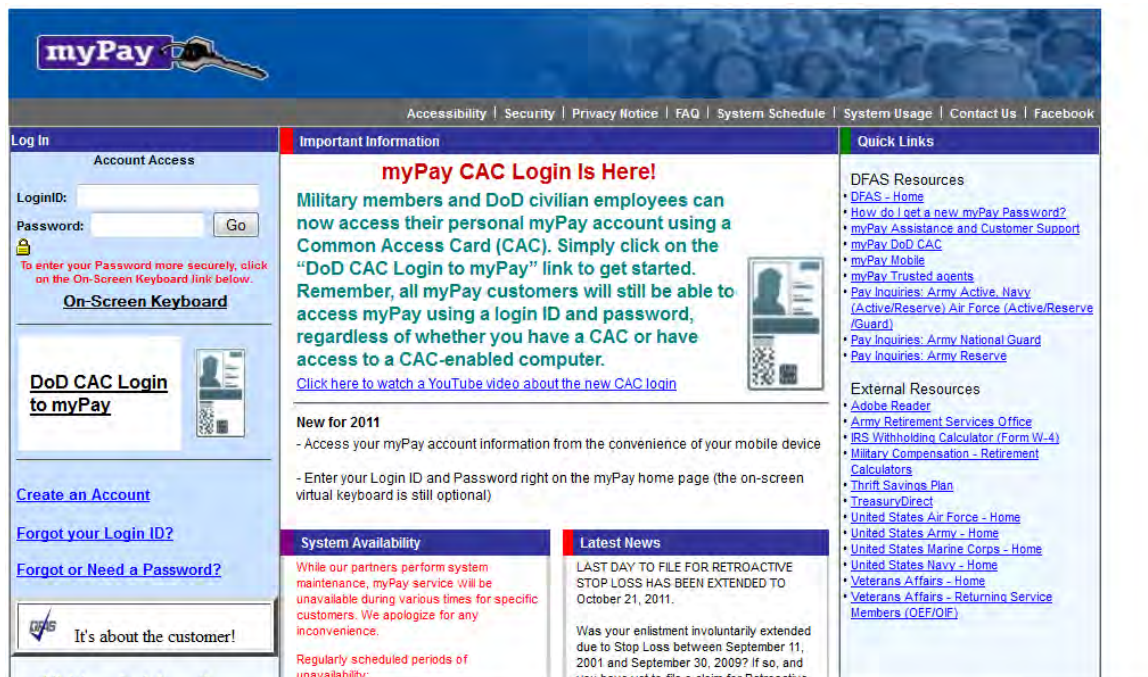 myPay
Accessibility | Security | Privacy Notice | FAQ | System Schedule | System Usage | Contact Us | Facebook
Log In
Account Access
LoginID:
Password:
Go
To enter your Password more securely, click
on the On-Screen Keyboard link below.
On-Screen Keyboard
DoD CAC Login
to myPay
Create an Account
Forgot your Login ID?
Forgot or Need a Password?
DFAS
It's about the customer!
Important Information
myPay CAC Login Is Here!
Military members and DoD civilian employees can
now access their personal myPay account using a
Common Access Card (CAC). Simply click on the
“DoD CAC Login to myPay” link to get started.
Remember, all myPay customers will still be able to
access myPay using a login ID and password,
regardless of whether you have a CAC or have
access to a CAC-enabled computer.
Click here to watch a YouTube video about the new CAC login
New for 2011
- Access your myPay account information from the convenience of your mobile device
- Enter your Login ID and Password right on the myPay home page (the on-screen
virtual keyboard is still optional)
System Availability
While our partners perform system
maintenance, myPay service will be
unavailable during various times for specific
customers. We apologize for any
inconvenience.
Regularly scheduled periods of
unavailability:
Latest News
LAST DAY TO FILE FOR RETROACTIVE
STOP LOSS HAS BEEN EXTENDED TO
October 21, 2011.
Was your enlistment involuntarily extended
due to Stop Loss between September 11,
2001 and September 30, 2009? If so, and
you have yet to file a claim for Retroactive
Quick Links
DFAS Resources
• DFAS - Home
• How do I get a new myPay Password?
• myPay Assistance and Customer Support
• myPay DoD CAC
• myPay Mobile
• myPay Trusted agents
• Pay Inquiries: Army Active, Navy
(Active/Reserve) Air Force (Active/Reserve
/Guard)
• Pay Inquiries: Army National Guard
• Pay Inquiries: Army Reserve
External Resources
• Adobe Reader
• Army Retirement Services Office
• IRS Withholding Calculator (Form W-4)
• Military Compensation - Retirement
Calculators
• Thrift Savings Plan
• TreasuryDirect
• United States Air Force - Home
• United States Army - Home
• United States Marine Corps - Home
• United States Navy - Home
• Veterans Affairs - Home
• Veterans Affairs - Returning Service
Members (OEF/OIF)